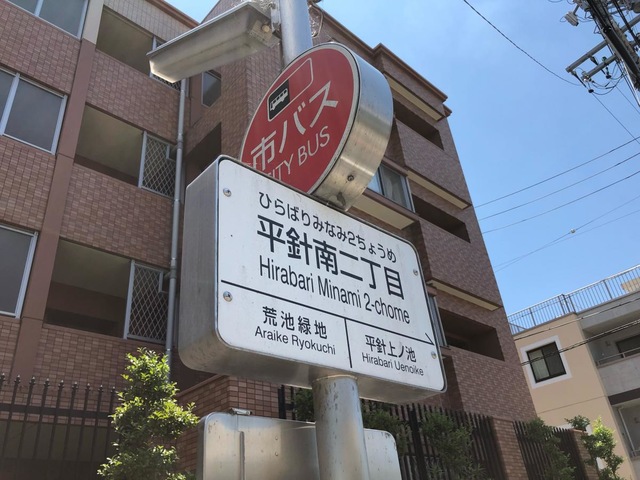 市バス
CITY BUS
ひらばりみなみ2ちょうめ
平針南二丁目
Hirabari Minami 2-chome
荒池緑地
Araike Ryokuchi
平針上ノ池
Hirabari Uenoike